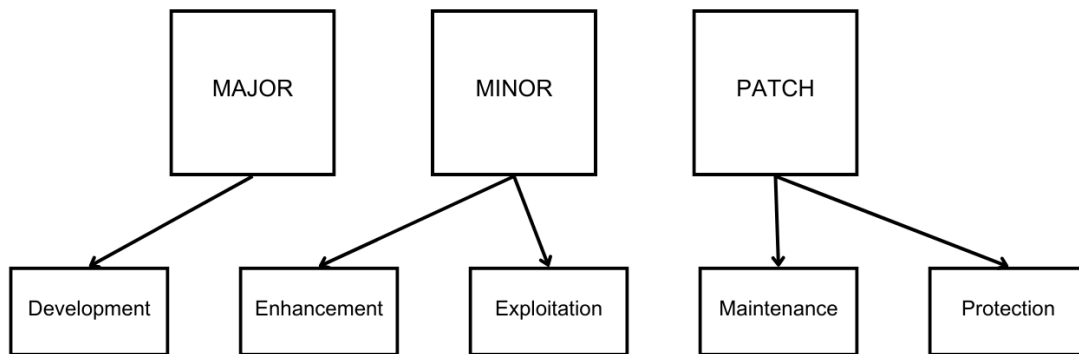 MAJOR
MINOR
PATCH
Development
Enhancement
Exploitation
Maintenance
Protection